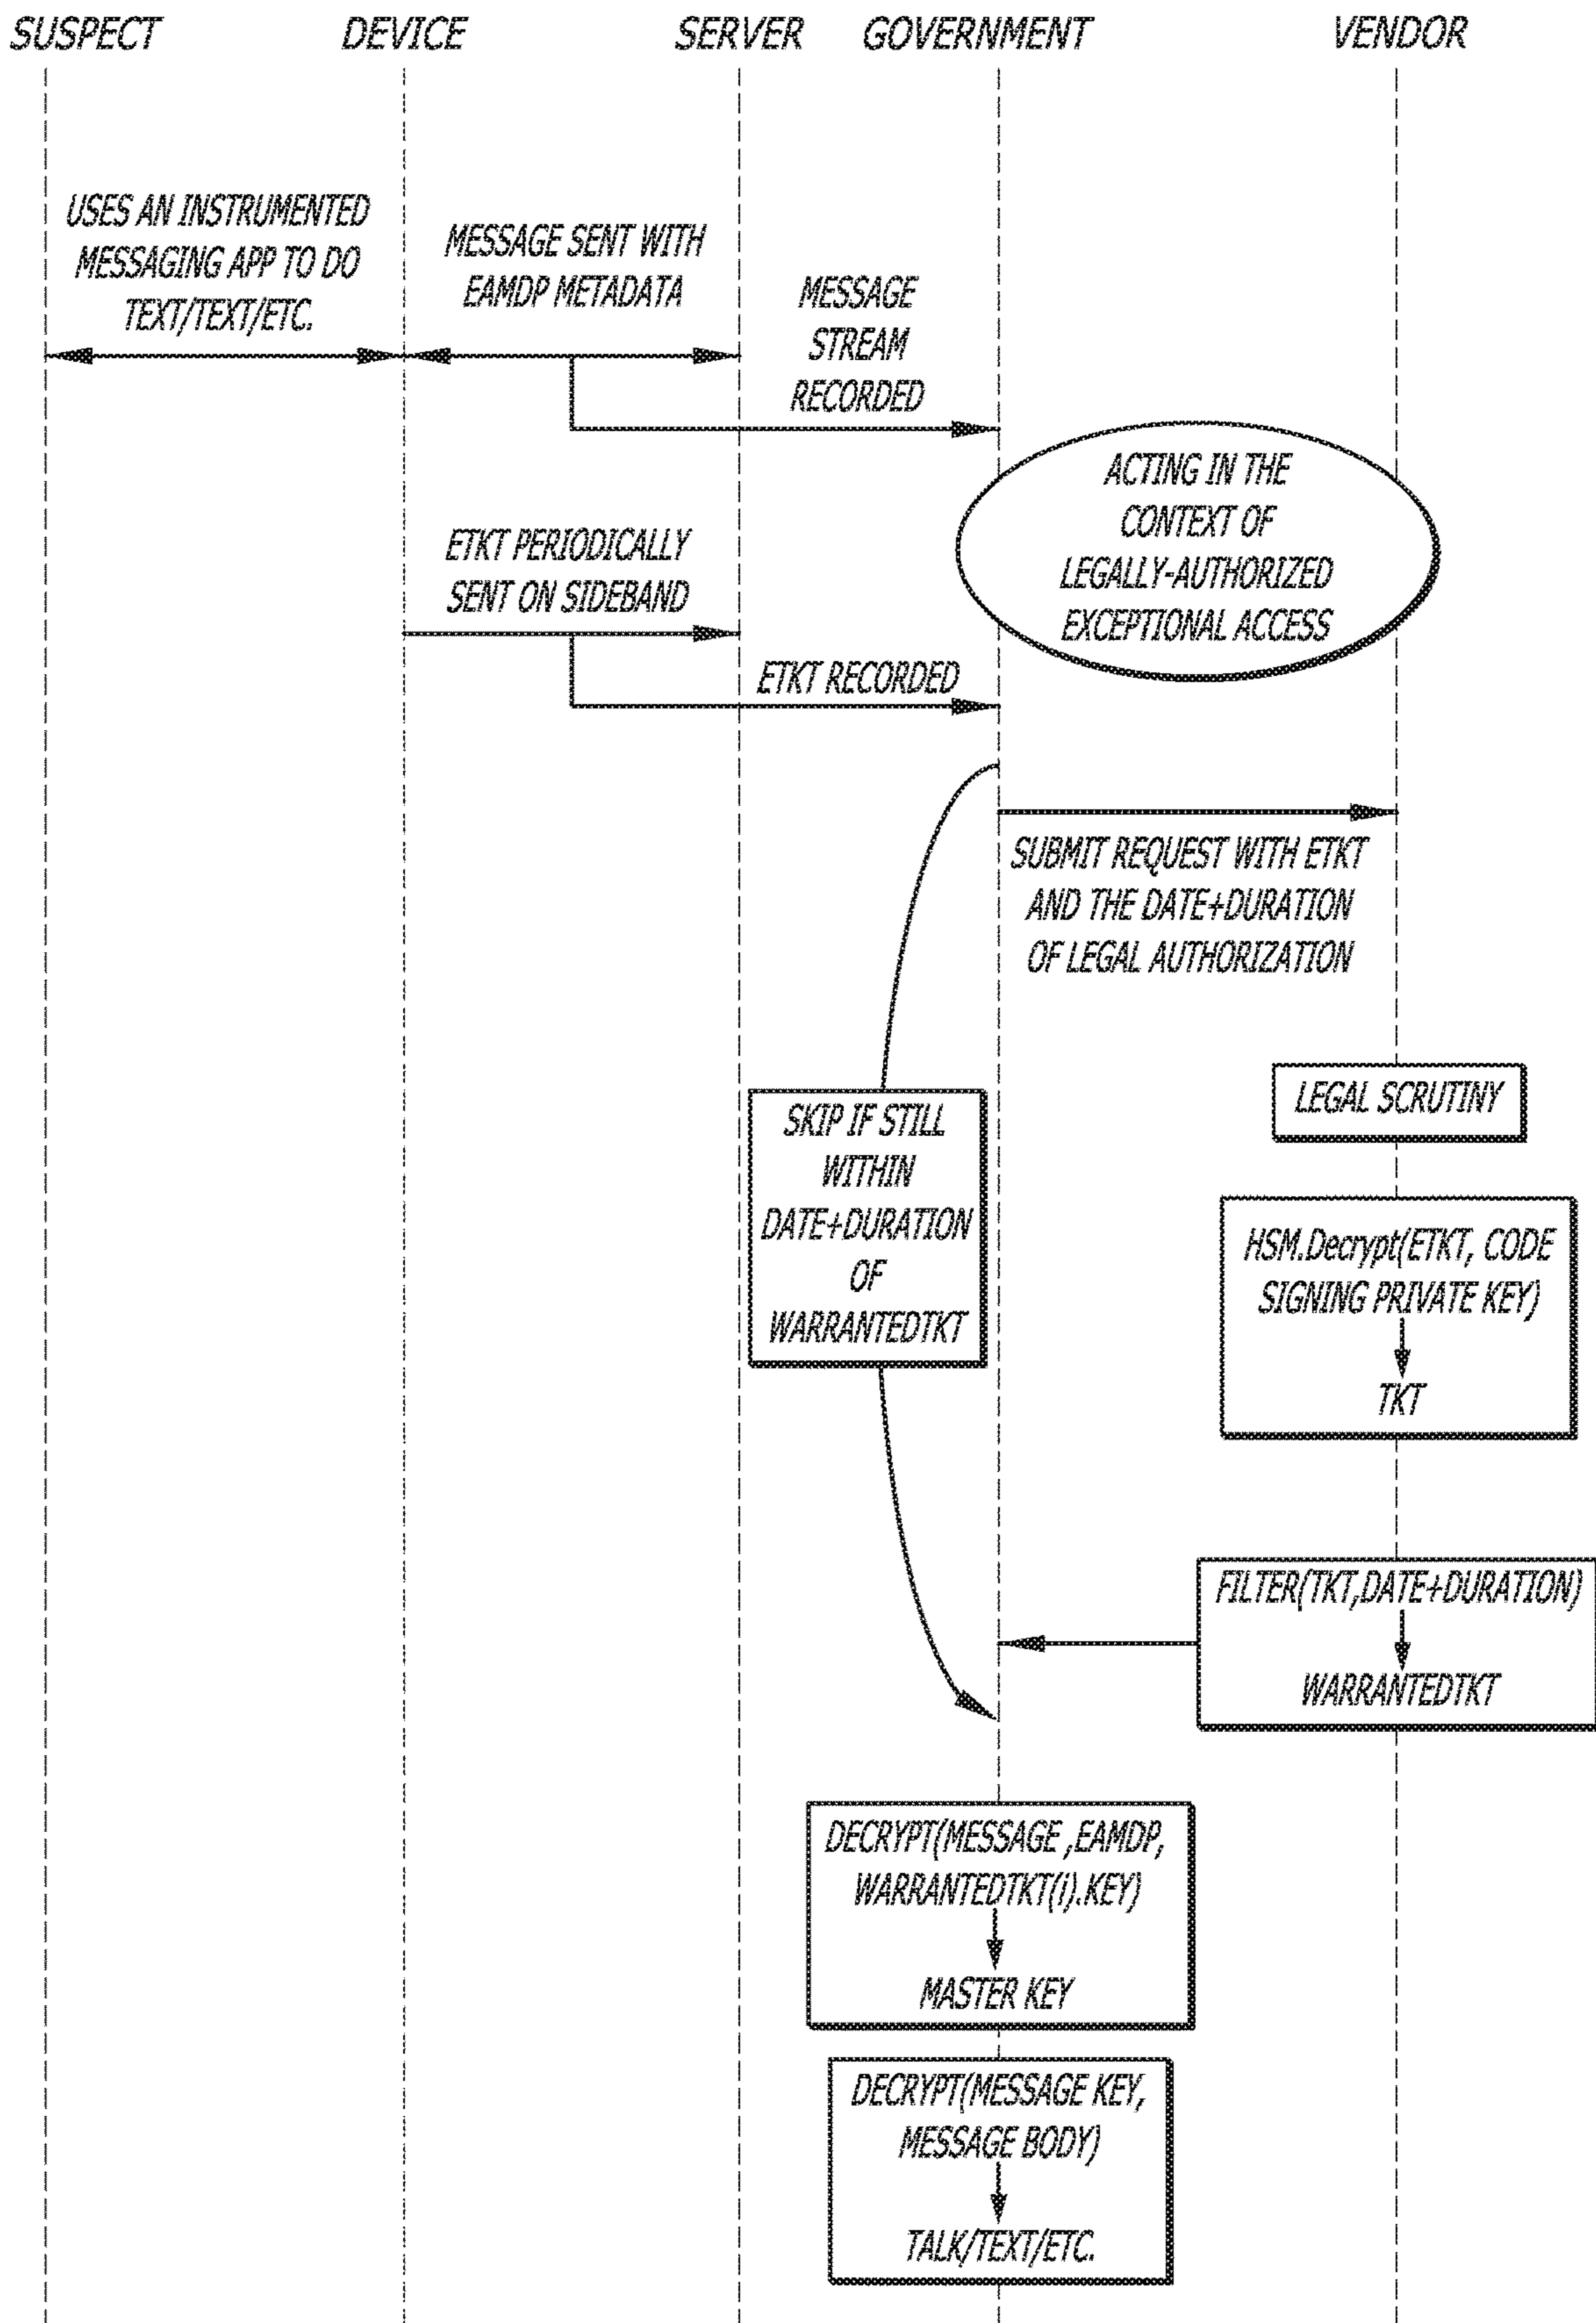 SUSPECT DEVICE SERVER GOVERNMENT VENDOR
USES AN INSTRUMENTED
MESSAGING APP TO DO
TEXT/TEXT/ETC.
MESSAGE SENT WITH
EAMDP METADATA
MESSAGE
STREAM
RECORDED
ACTING IN THE
CONTEXT OF
LEGALLY-AUTHORIZED
EXCEPTIONAL ACCESS
ETKT PERIODICALLY
SENT ON SIDEBAND
ETKT RECORDED
SUBMIT REQUEST WITH ETKT
AND THE DATE+DURATION
OF LEGAL AUTHORIZATION
LEGAL SCRUTINY
SKIP IF STILL
WITHIN
DATE+DURATION
OF
WARRANTEDTKT
HSM.Decrypt(ETKT, CODE
SIGNING PRIVATE KEY)
TKT
FILTER(TKT,DATE+DURATION)
WARRANTEDTKT
DECRYPT(MESSAGE ,EAMDP,
WARRANTEDTKT(i).KEY)
MASTER KEY
DECRYPT(MESSAGE KEY,
MESSAGE BODY)
TALK/TEXT/ETC.